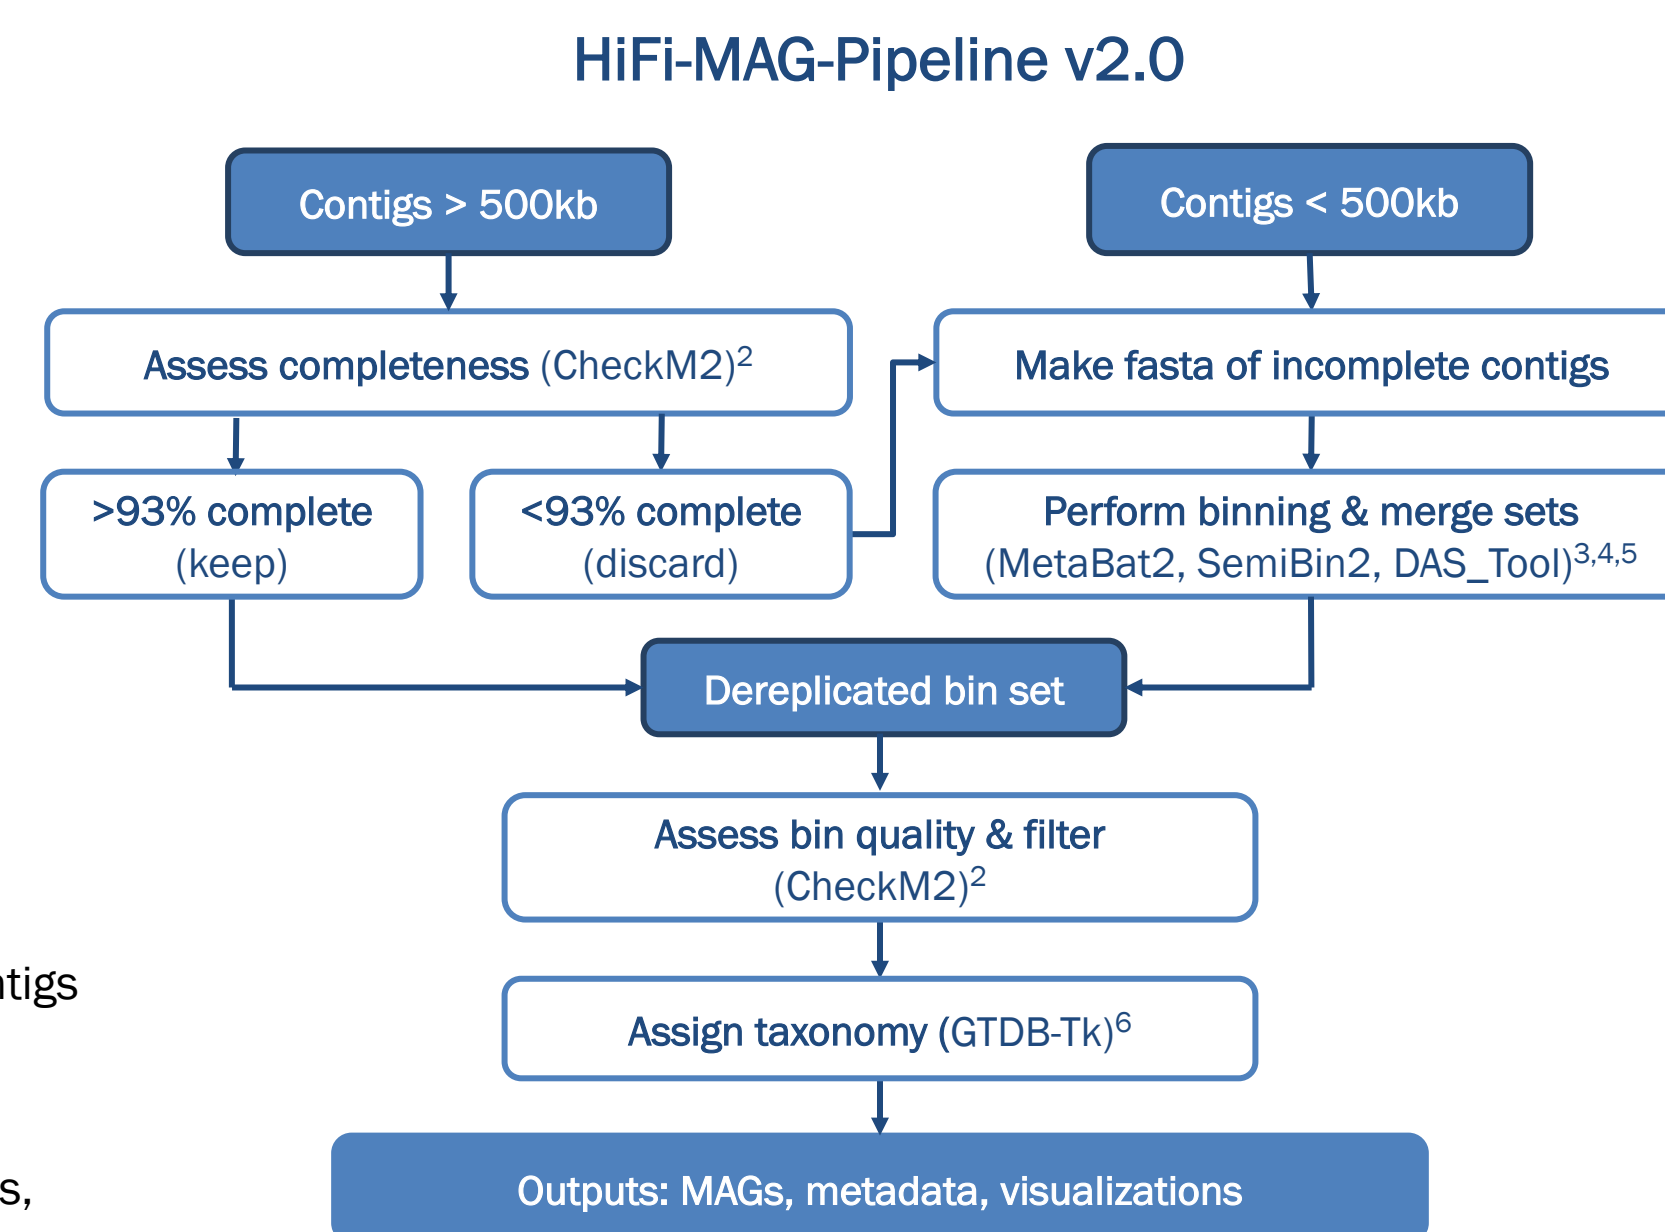 HiFi-MAG-Pipeline v2.0
Contigs > 500kb
Contigs < 500kb
Assess completeness (CheckM2)2
Make fasta of incomplete contigs
>93% complete
(keep)
<93% complete
(discard)
Perform binning & merge sets
(MetaBat2, SemiBin2, DAS_Tool)3,4,5
Dereplicated bin set
Assess bin quality & filter
(CheckM2)2
Assign taxonomy (GTDB-Tk)6
Outputs: MAGs, metadata, visualizations